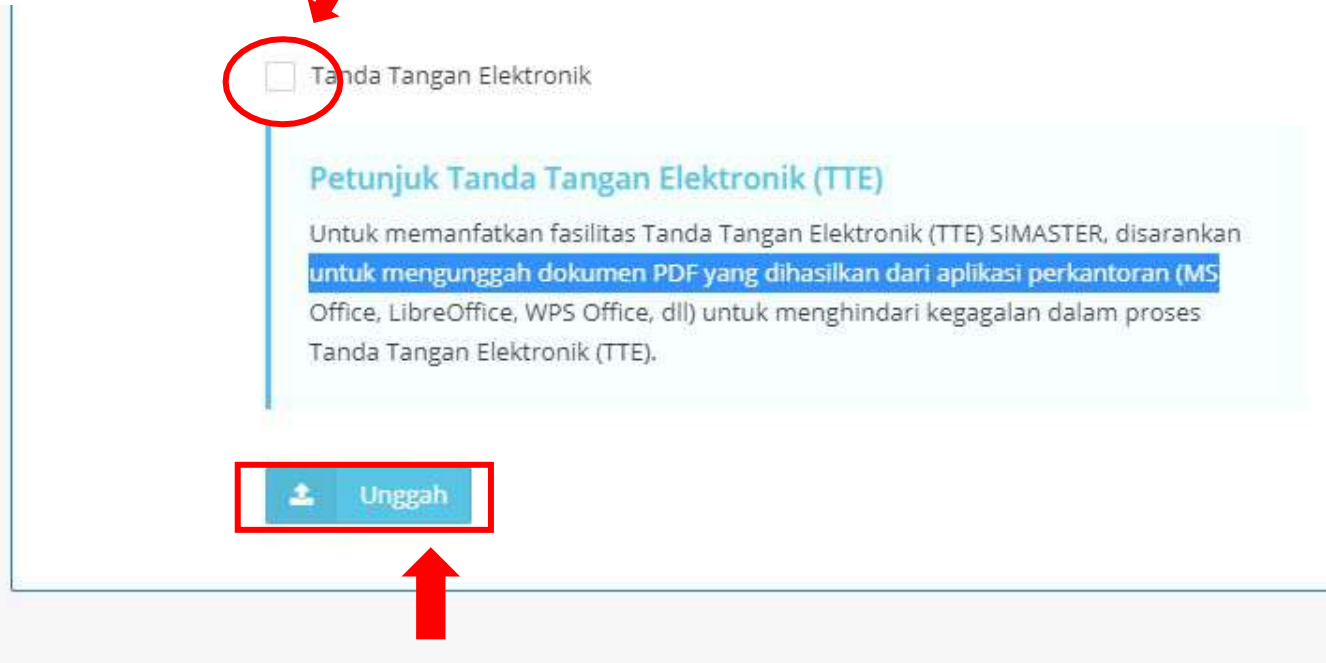 Tanda Tangan Elektronik
Petunjuk Tanda Tangan Elektronik (TTE)
Untuk memanfatkan fasilitas Tanda Tangan Elektronik (TTE) SIMASTER, disarankan
untuk mengunggah dokumen PDF yang dihasilkan dari aplikasi perkantoran (MS
Office, LibreOffice, WPS Office, dll) untuk menghindari kegagalan dalam proses
Tanda Tangan Elektronik (TTE).
Unggah